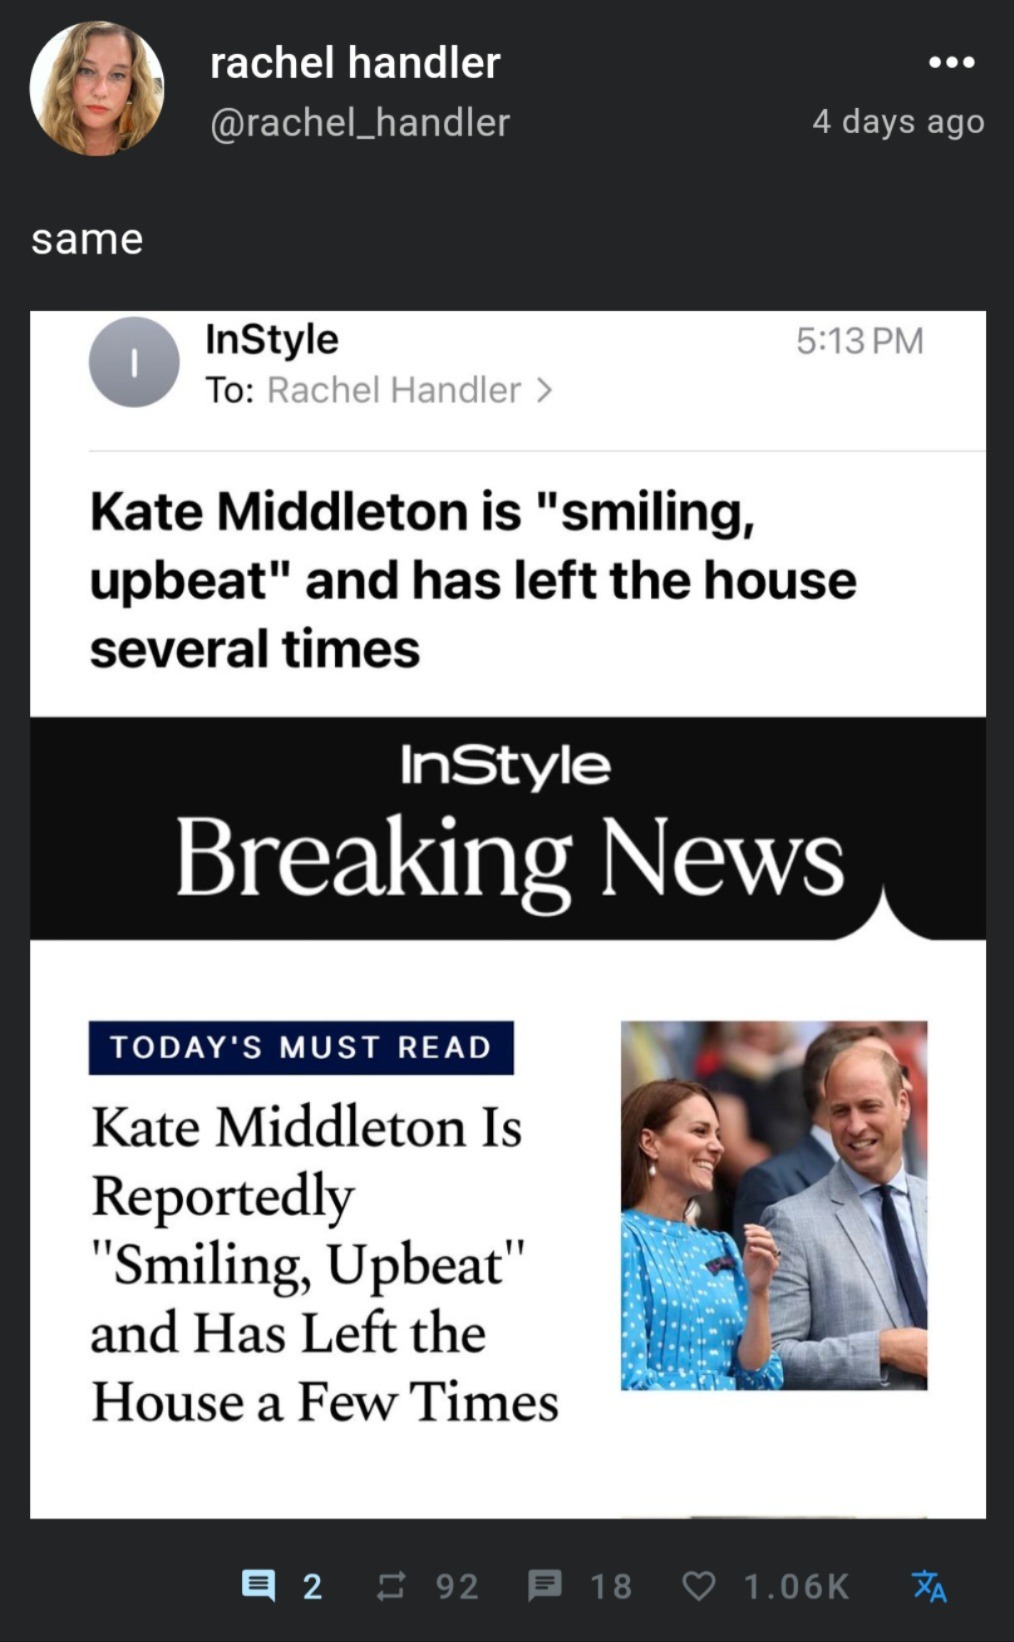 rachel handler
@rachel_handler
4 days ago
same
I
InStyle
5:13 PM
To: Rachel Handler >
Kate Middleton is "smiling,
upbeat" and has left the house
several times
InStyle
Breaking News
TODAY'S MUST READ
Kate Middleton Is
Reportedly
"Smiling, Upbeat"
and Has Left the
House a Few Times
2
92
18
1.06K